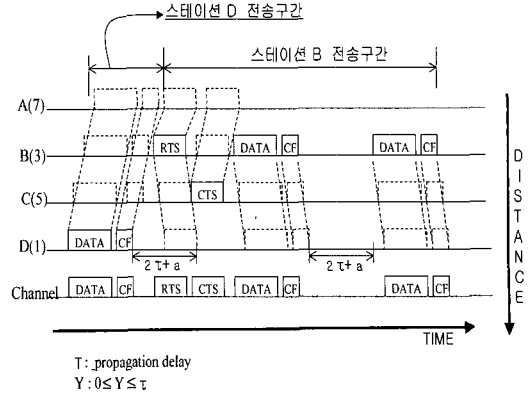 스테이션 D 전송구간
스테이션 B 전송구간
A(7)
B(3) RTS DATA CF DATA CF
C(5) CTS
D(1) DATA CF
2τ+a 2τ+a
Channel DATA CF RTS CTS DATA CF DATA CF
TIME
DISTANCE
T : propagation delay
Y : 0≤Y≤τ